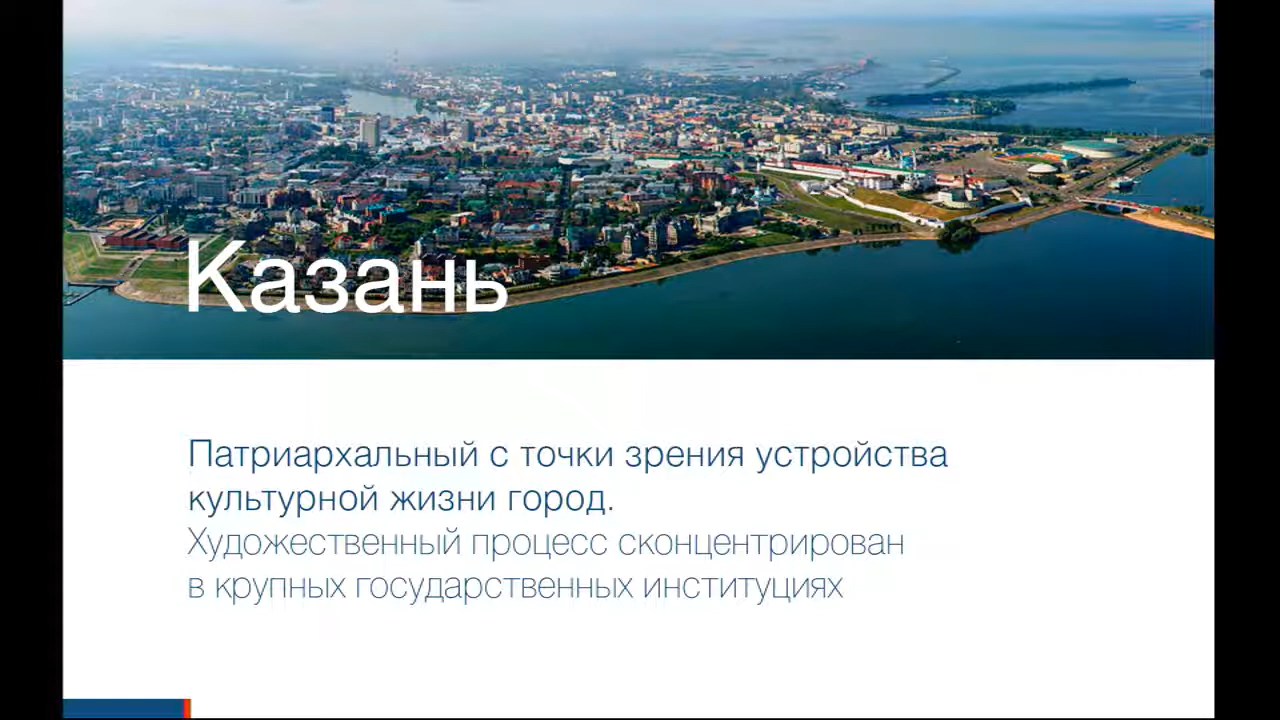 Казань
Патриархальный с точки зрения устройства
культурной жизни город.
Художественный процесс сконцентрирован
в крупных государственных институциях